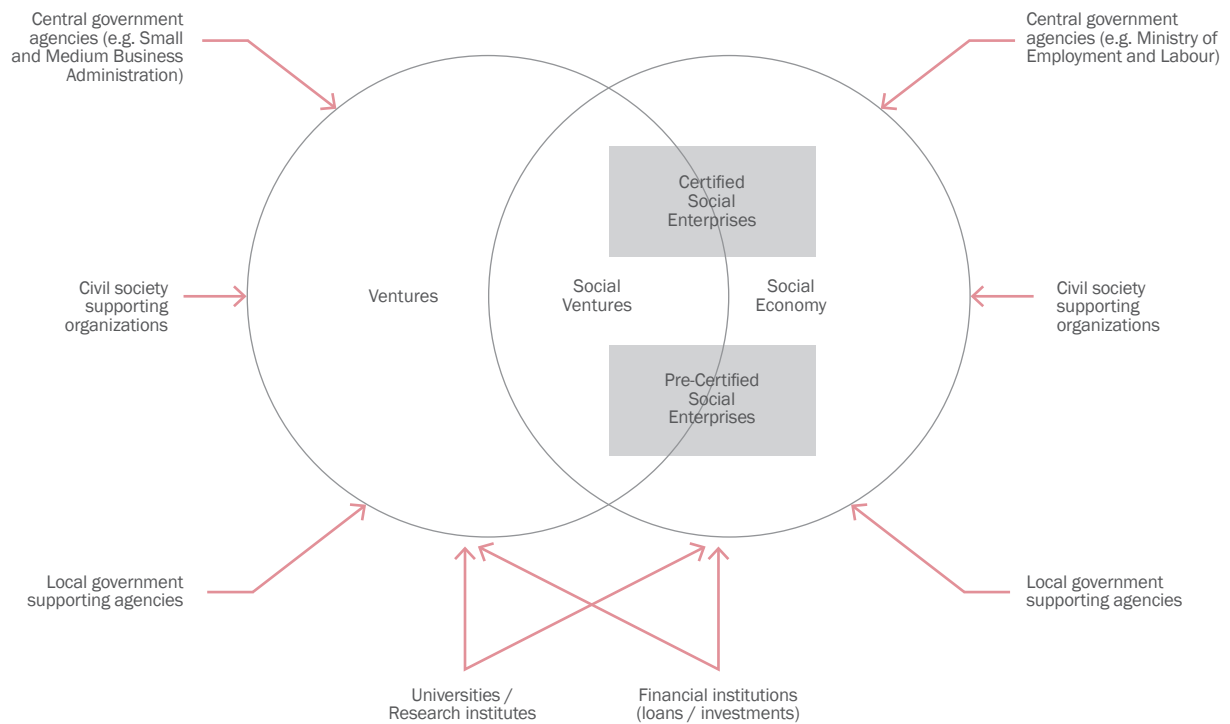 Central government
agencies (e.g. Small
and Medium Business
Administration)
Central government
agencies (e.g. Ministry of
Employment and Labour)
Certified
Social
Enterprises
Civil society
supporting
organizations
Ventures
Social
Ventures
Social
Economy
Civil society
supporting
organizations
Pre-Certified
Social
Enterprises
Local government
supporting agencies
Local government
supporting agencies
Universities /
Research institutes
Financial institutions
(loans / investments)